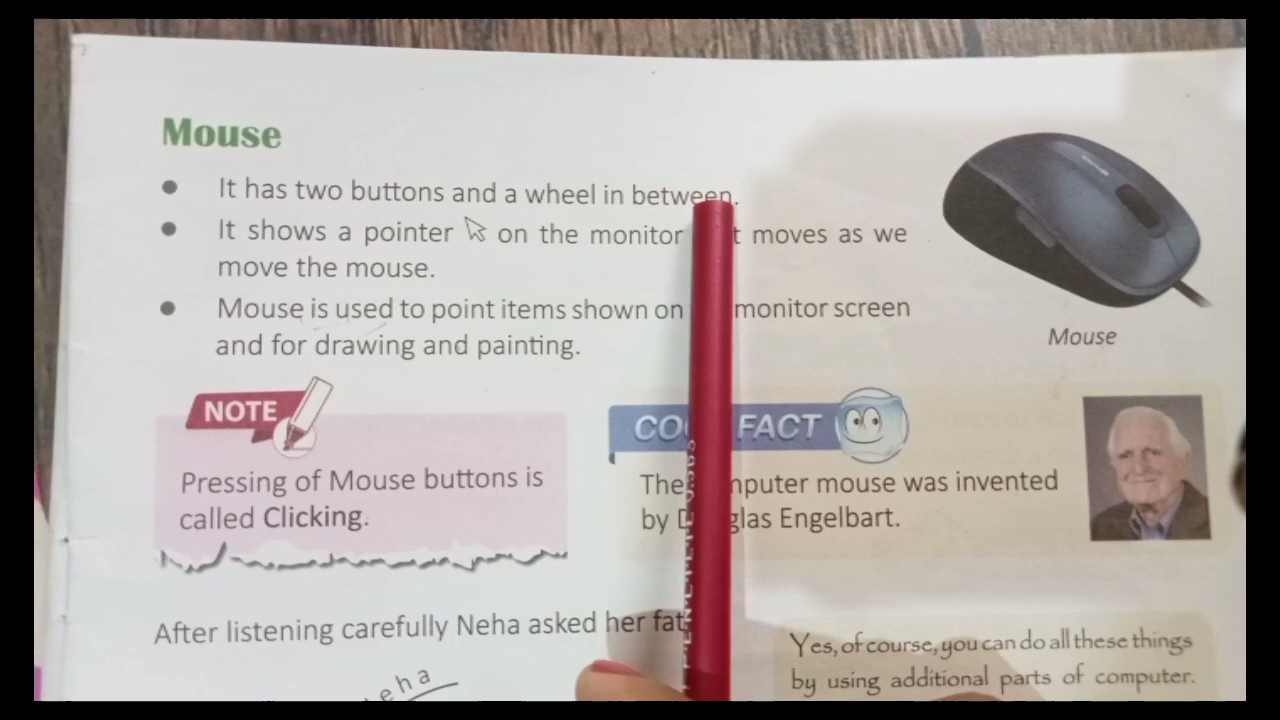 Mouse
It has two buttons and a wheel in between.
It shows a pointer on the monitor moves as we
move the mouse.
Mouse is used to point items shown on monitor screen
and for drawing and painting.
Mouse
NOTE
Pressing of Mouse buttons is
called Clicking.
COOL FACT
The computer mouse was invented
by Douglas Engelbart.
After listening carefully Neha asked her
Yes, of course, you can do all these things
by using additional parts of computer.